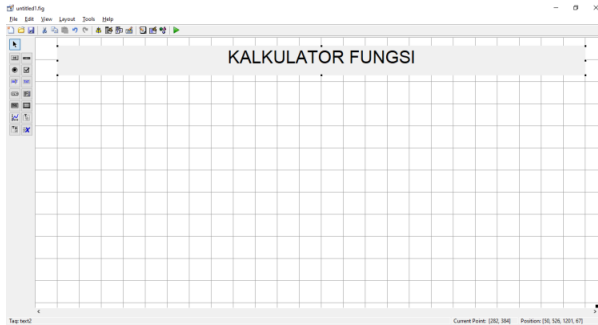 untitled1.fig
File Edit View Layout Tools Help
KALKULATOR FUNGSI
Tag: text2
Current Point: [282, 384] Position: [50, 526, 1201, 67]